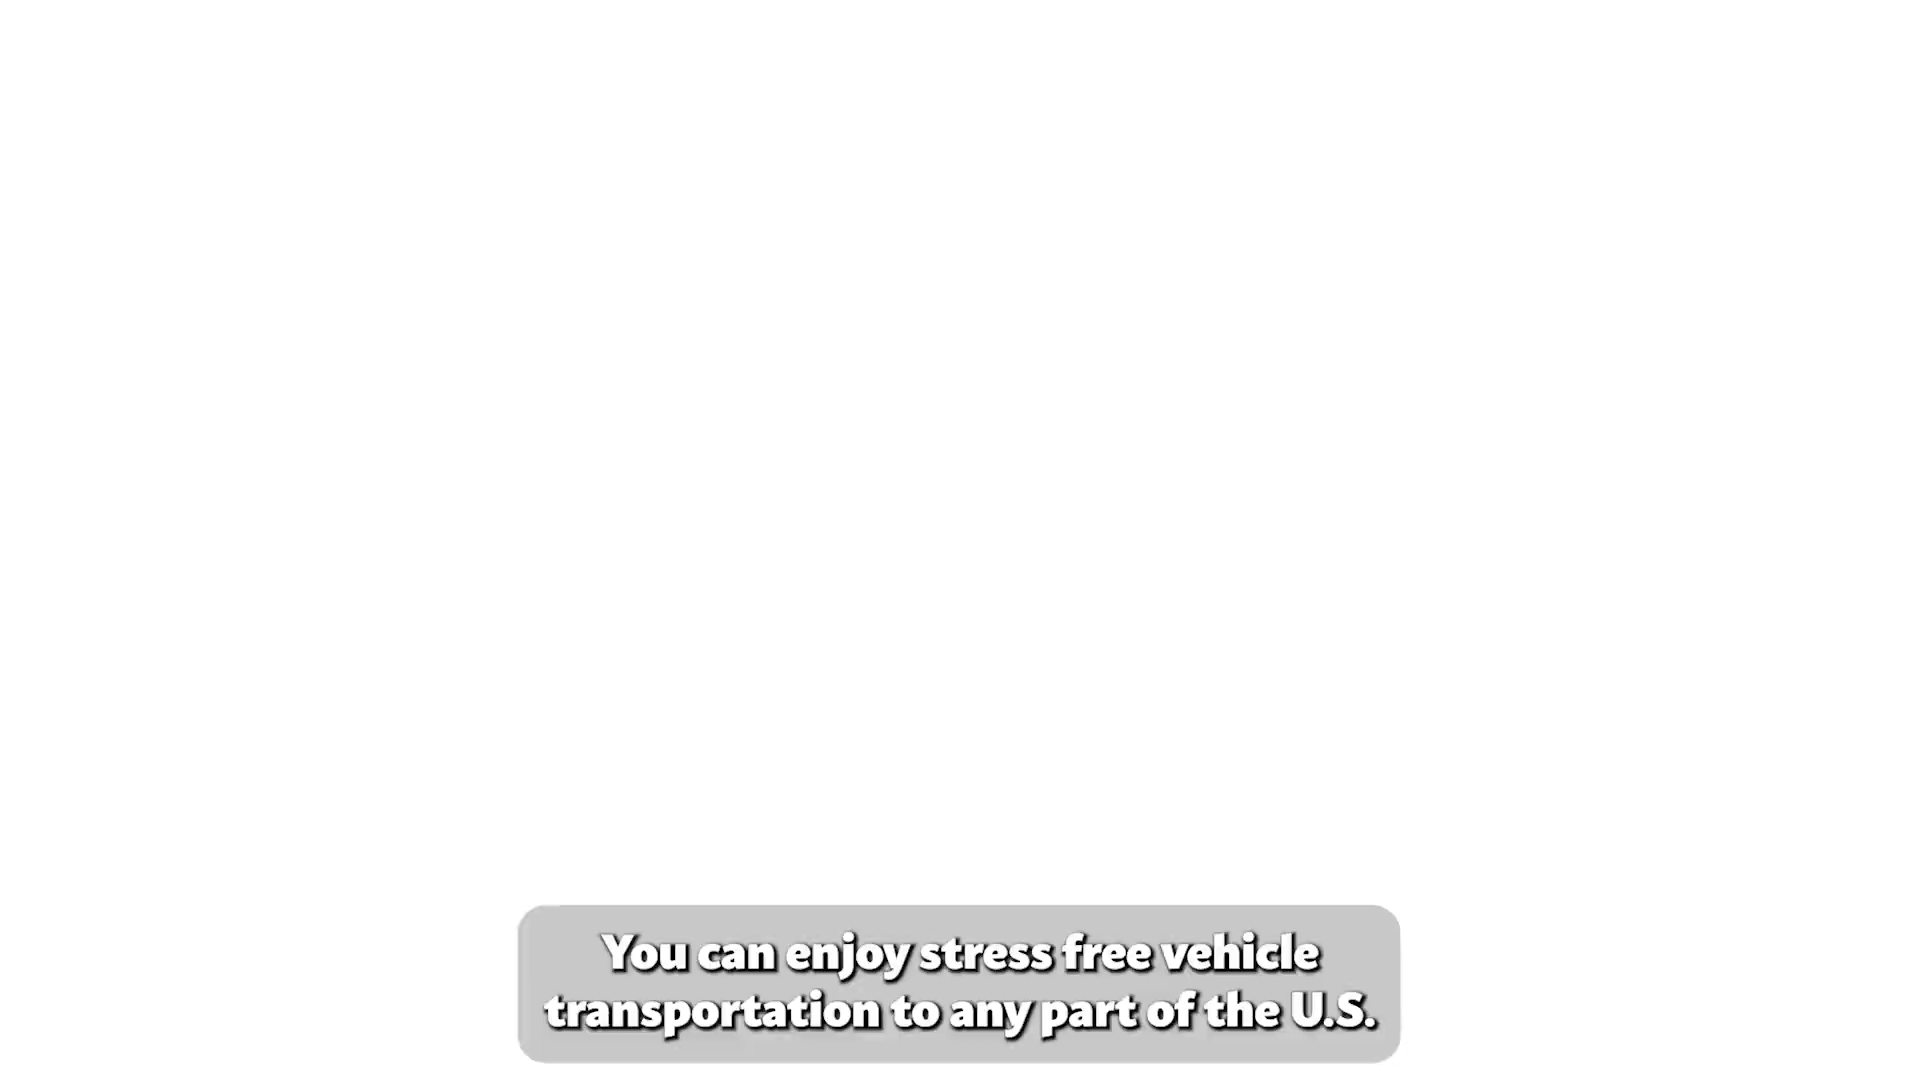 You can enjoy stress free vehicle
transportation to any part of the U.S.